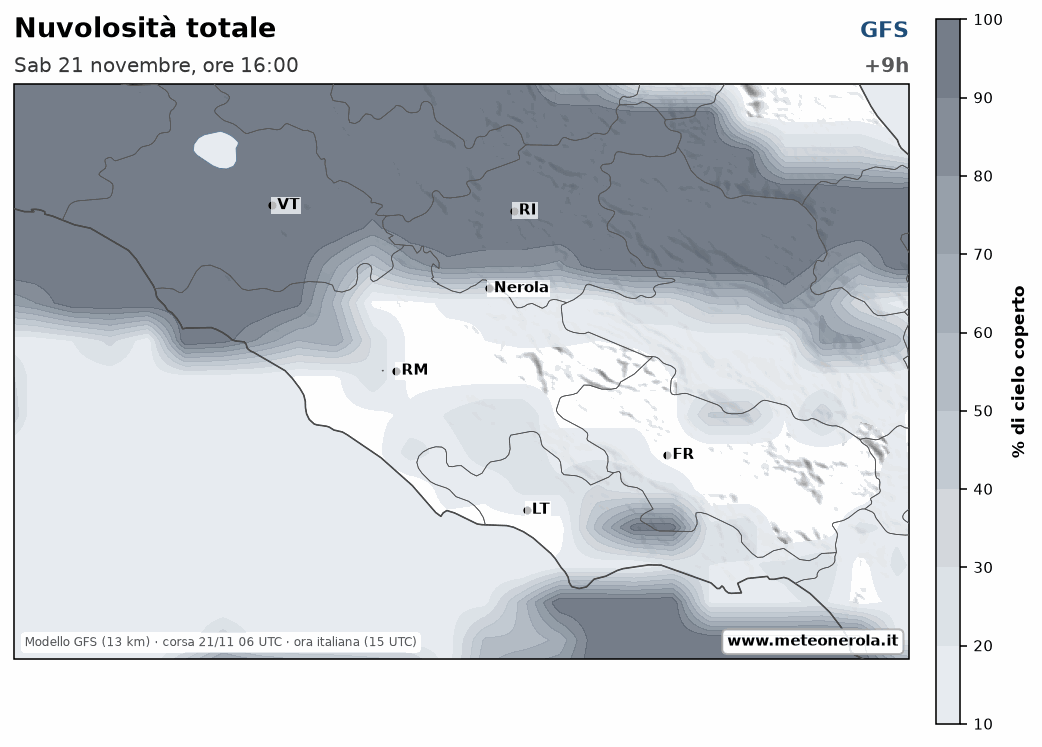 Nuvolosità totale
GFS
Sab 21 novembre, ore 16:00
+9h
100
90
80
70
60
50
40
30
20
10
% di cielo coperto
VT
RI
Nerola
RM
FR
LT
Modello GFS (13 km) · corsa 21/11 06 UTC · ora italiana (15 UTC)
www.meteonerola.it